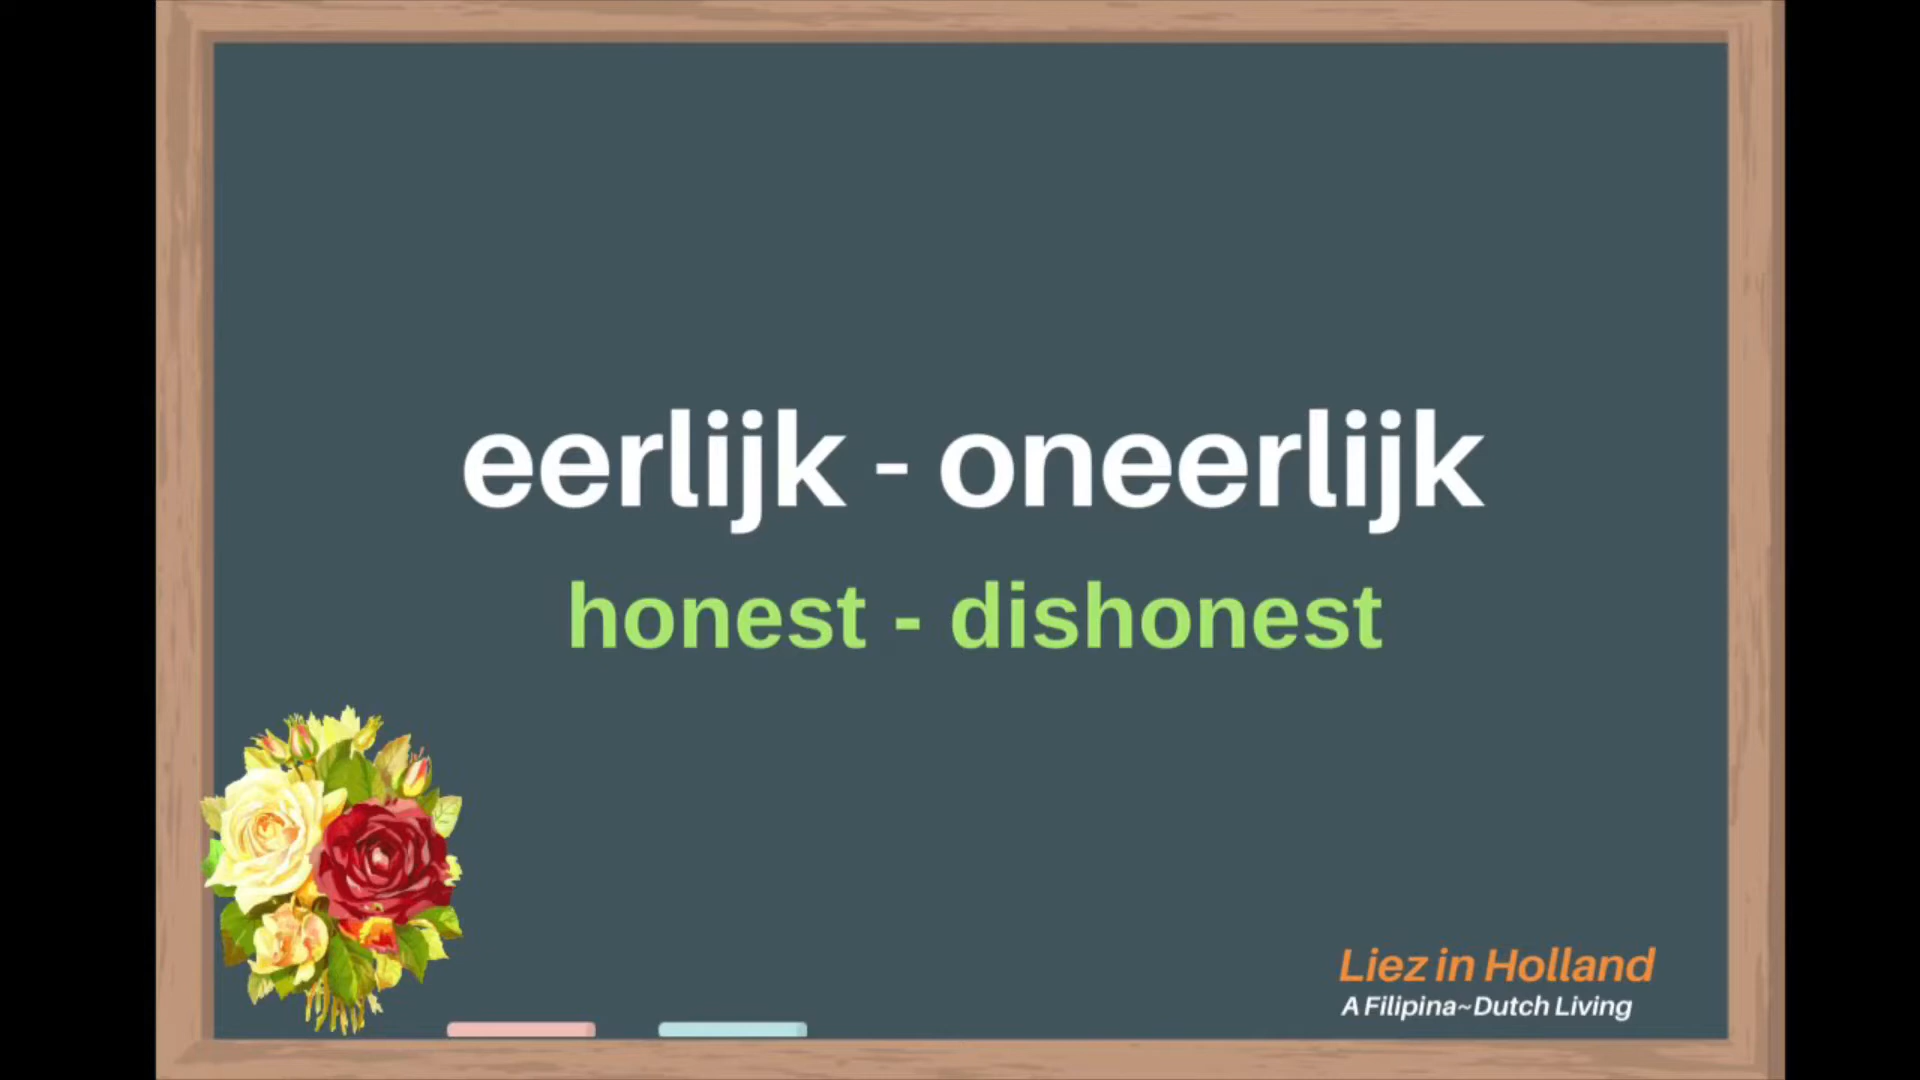 eerlijk - oneerlijk
honest - dishonest
Liez in Holland
A Filipina~Dutch Living